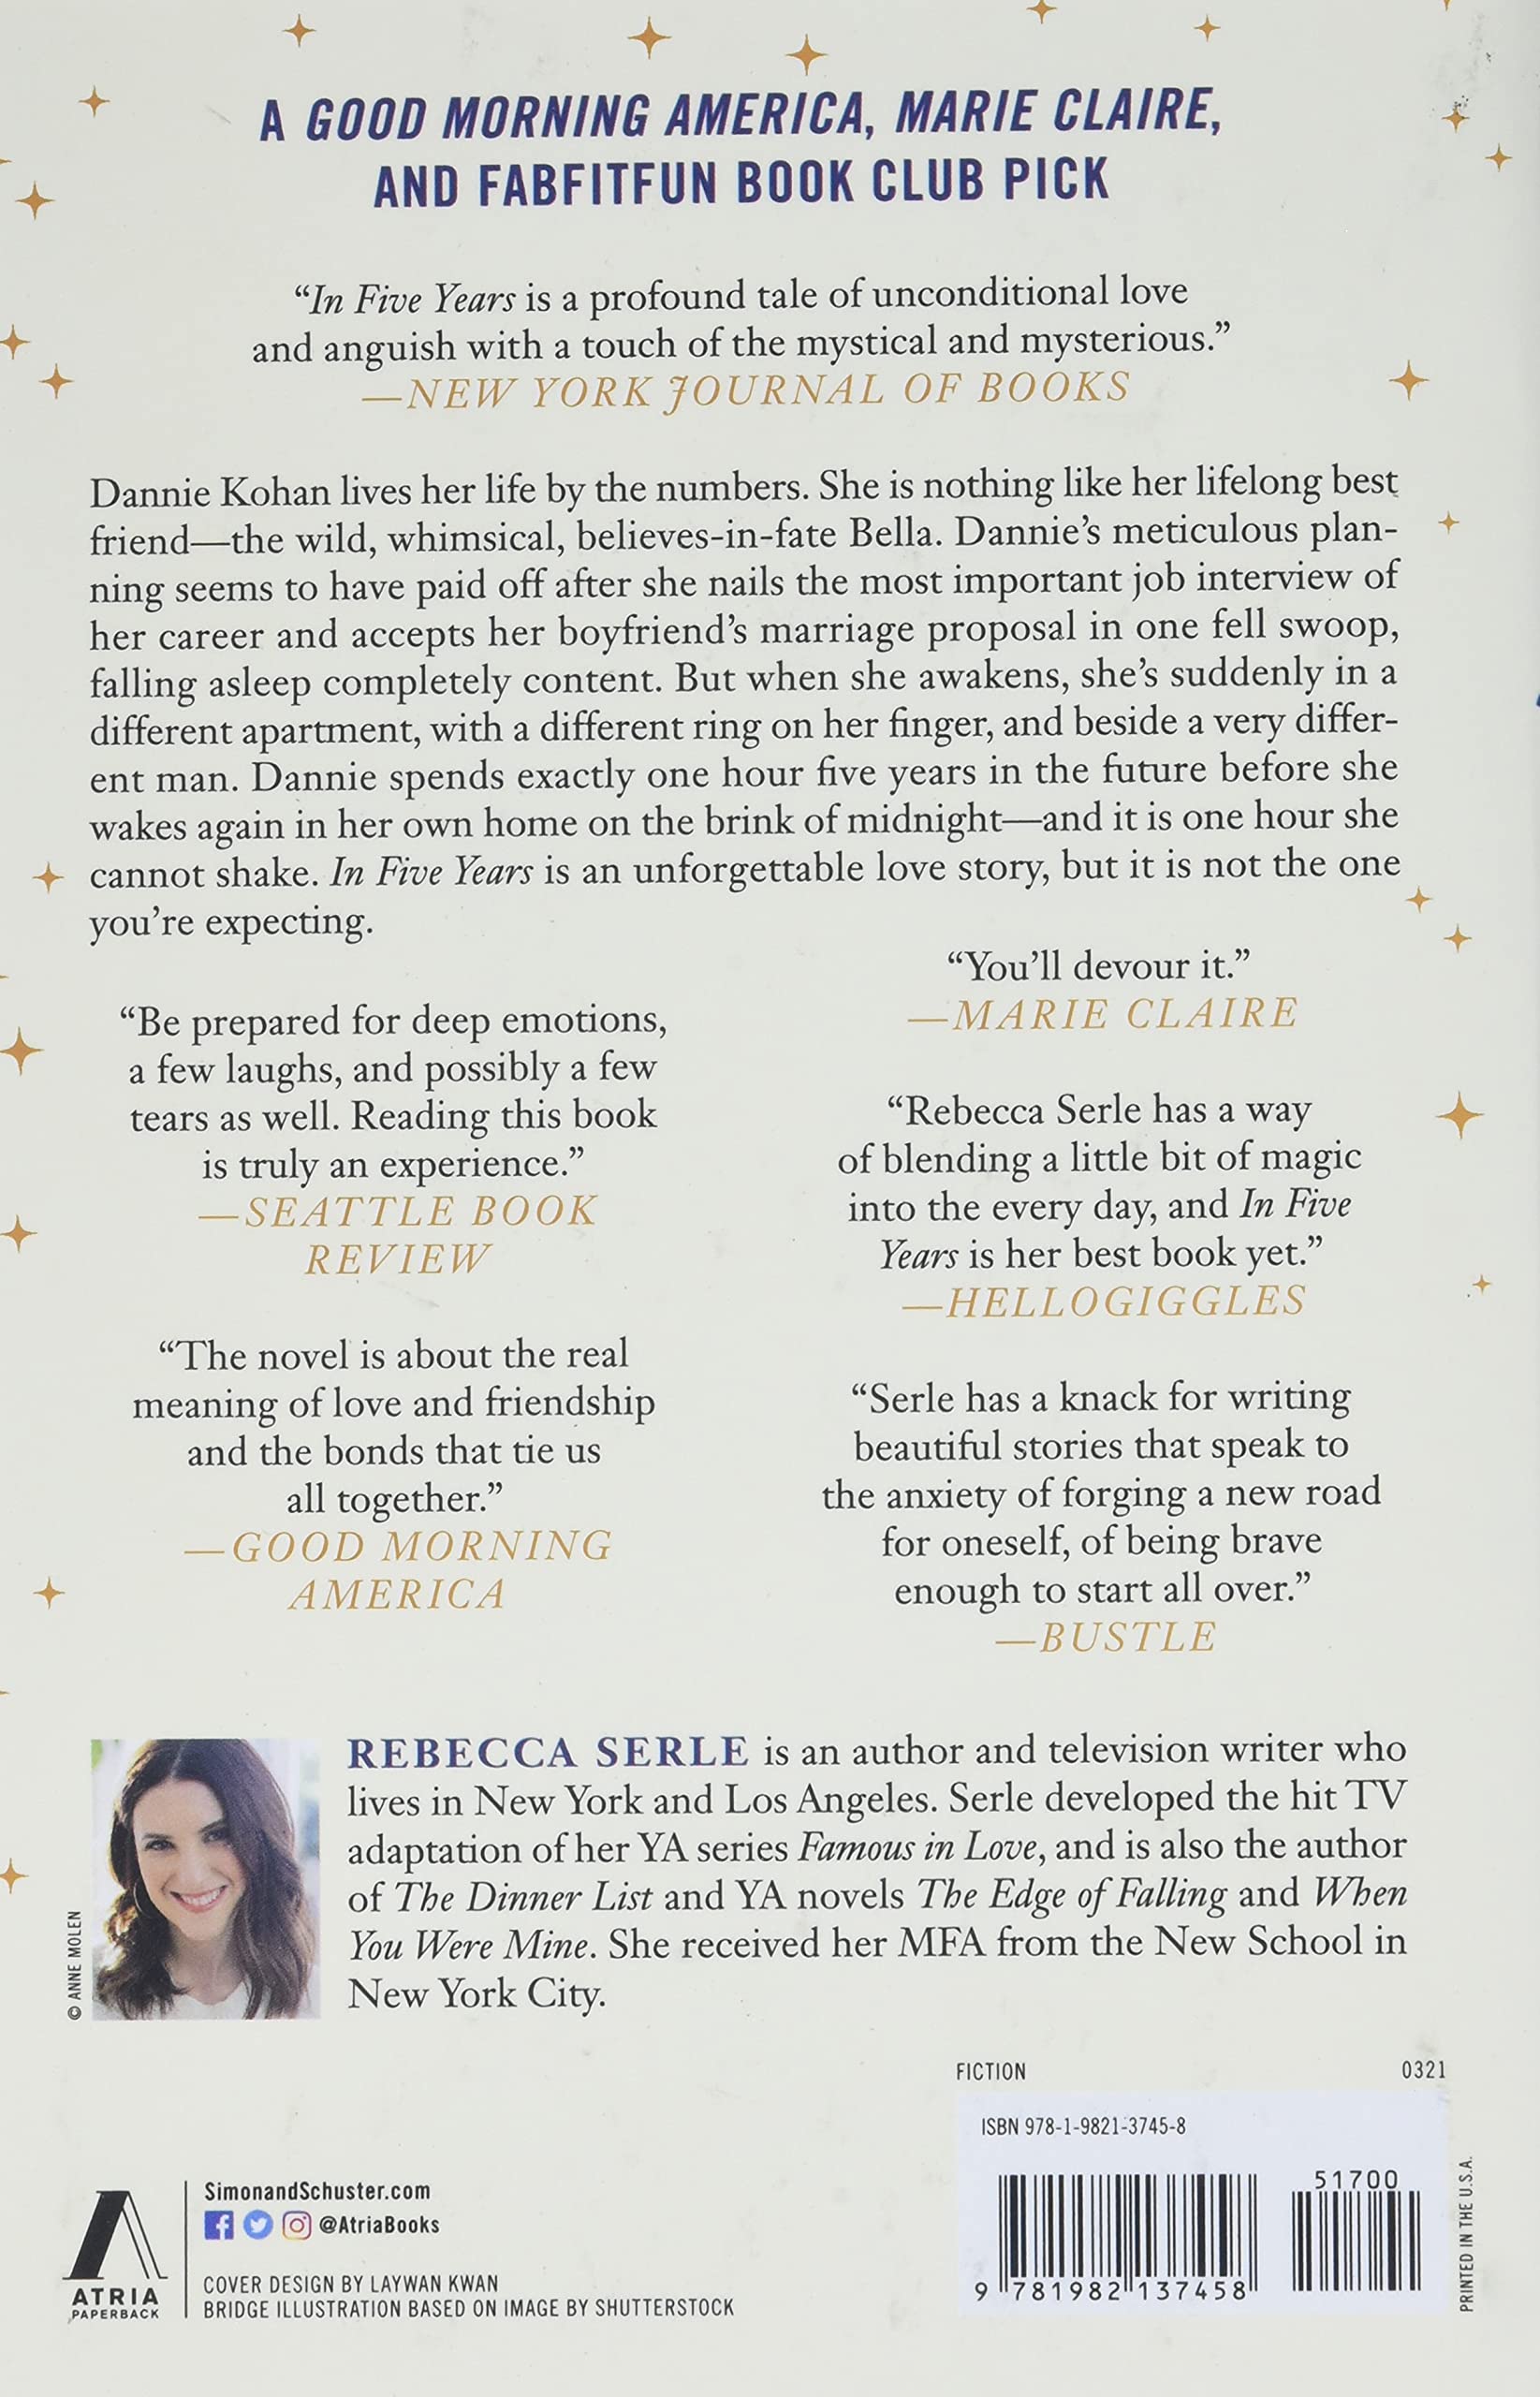 A GOOD MORNING AMERICA, MARIE CLAIRE,
AND FABFITFUN BOOK CLUB PICK
“In Five Years is a profound tale of unconditional love
and anguish with a touch of the mystical and mysterious.”
—NEW YORK JOURNAL OF BOOKS
Dannie Kohan lives her life by the numbers. She is nothing like her lifelong best
friend—the wild, whimsical, believes-in-fate Bella. Dannie’s meticulous plan-
ning seems to have paid off after she nails the most important job interview of
her career and accepts her boyfriend’s marriage proposal in one fell swoop,
falling asleep completely content. But when she awakens, she’s suddenly in a
different apartment, with a different ring on her finger, and beside a very differ-
ent man. Dannie spends exactly one hour five years in the future before she
wakes again in her own home on the brink of midnight—and it is one hour she
cannot shake. In Five Years is an unforgettable love story, but it is not the one
you’re expecting.
“Be prepared for deep emotions,
a few laughs, and possibly a few
tears as well. Reading this book
is truly an experience.”
—SEATTLE BOOK
REVIEW
“The novel is about the real
meaning of love and friendship
and the bonds that tie us
all together.”
—GOOD MORNING
AMERICA
“You’ll devour it.”
—MARIE CLAIRE
“Rebecca Serle has a way
of blending a little bit of magic
into the every day, and In Five
Years is her best book yet.”
—HELLOGIGGLES
“Serle has a knack for writing
beautiful stories that speak to
the anxiety of forging a new road
for oneself, of being brave
enough to start all over.”
—BUSTLE
© ANNE MOLEN
REBECCA SERLE is an author and television writer who
lives in New York and Los Angeles. Serle developed the hit TV
adaptation of her YA series Famous in Love, and is also the author
of The Dinner List and YA novels The Edge of Falling and When
You Were Mine. She received her MFA from the New School in
New York City.
ATRIA
PAPERBACK
SimonandSchuster.com
@AtriaBooks
COVER DESIGN BY LAYWAN KWAN
BRIDGE ILLUSTRATION BASED ON IMAGE BY SHUTTERSTOCK
FICTION 0321
ISBN 978-1-9821-3745-8
51700
9 781982 137458
PRINTED IN THE U.S.A.